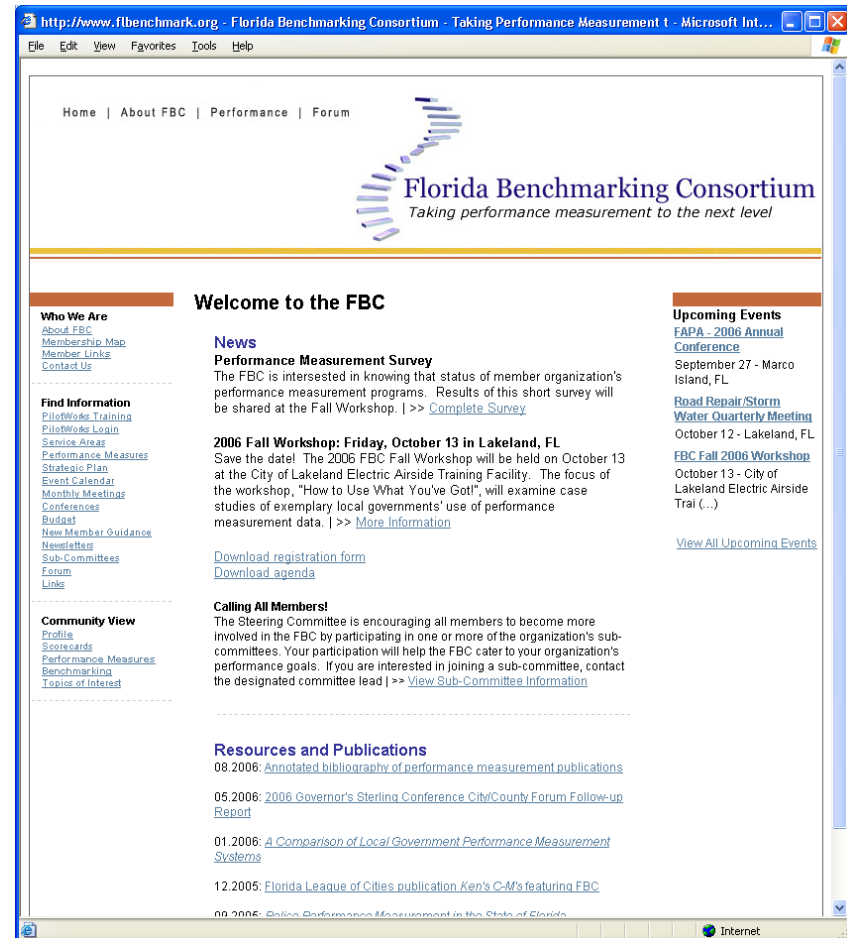 http://www.flbenchmark.org - Florida Benchmarking Consortium - Taking Performance Measurement t - Microsoft Int...
File Edit View Favorites Tools Help
Home | About FBC | Performance | Forum
Florida Benchmarking Consortium
Taking performance measurement to the next level
Who We Are
About FBC
Membership Map
Member Links
Contact Us
Find Information
PilotWorks Training
PilotWorks Login
Service Areas
Performance Measures
Strategic Plan
Event Calendar
Monthly Meetings
Conferences
Budget
New Member Guidance
Newsletters
Sub-Committees
Forum
Links
Community View
Profile
Scorecards
Performance Measures
Benchmarking
Topics of Interest
Welcome to the FBC
News
Performance Measurement Survey
The FBC is intersested in knowing that status of member organization's
performance measurement programs. Results of this short survey will
be shared at the Fall Workshop. | >> Complete Survey
2006 Fall Workshop: Friday, October 13 in Lakeland, FL
Save the date! The 2006 FBC Fall Workshop will be held on October 13
at the City of Lakeland Electric Airside Training Facility. The focus of
the workshop, "How to Use What You've Got!", will examine case
studies of exemplary local governments' use of performance
measurement data. | >> More Information
Download registration form
Download agenda
Calling All Members!
The Steering Committee is encouraging all members to become more
involved in the FBC by participating in one or more of the organization's sub-
committees. Your participation will help the FBC cater to your organization's
performance goals. If you are interested in joining a sub-committee, contact
the designated committee lead | >> View Sub-Committee Information
Resources and Publications
08.2006: Annotated bibliography of performance measurement publications
05.2006: 2006 Governor's Sterling Conference City/County Forum Follow-up
Report
01.2006: A Comparison of Local Government Performance Measurement
Systems
12.2005: Florida League of Cities publication Ken's C-M's featuring FBC
09.2005: Police Performance Measurement in the State of Florida
Upcoming Events
FAPA - 2006 Annual
Conference
September 27 - Marco
Island, FL
Road Repair/Storm
Water Quarterly Meeting
October 12 - Lakeland, FL
FBC Fall 2006 Workshop
October 13 - City of
Lakeland Electric Airside
Trai (...)
View All Upcoming Events
Internet